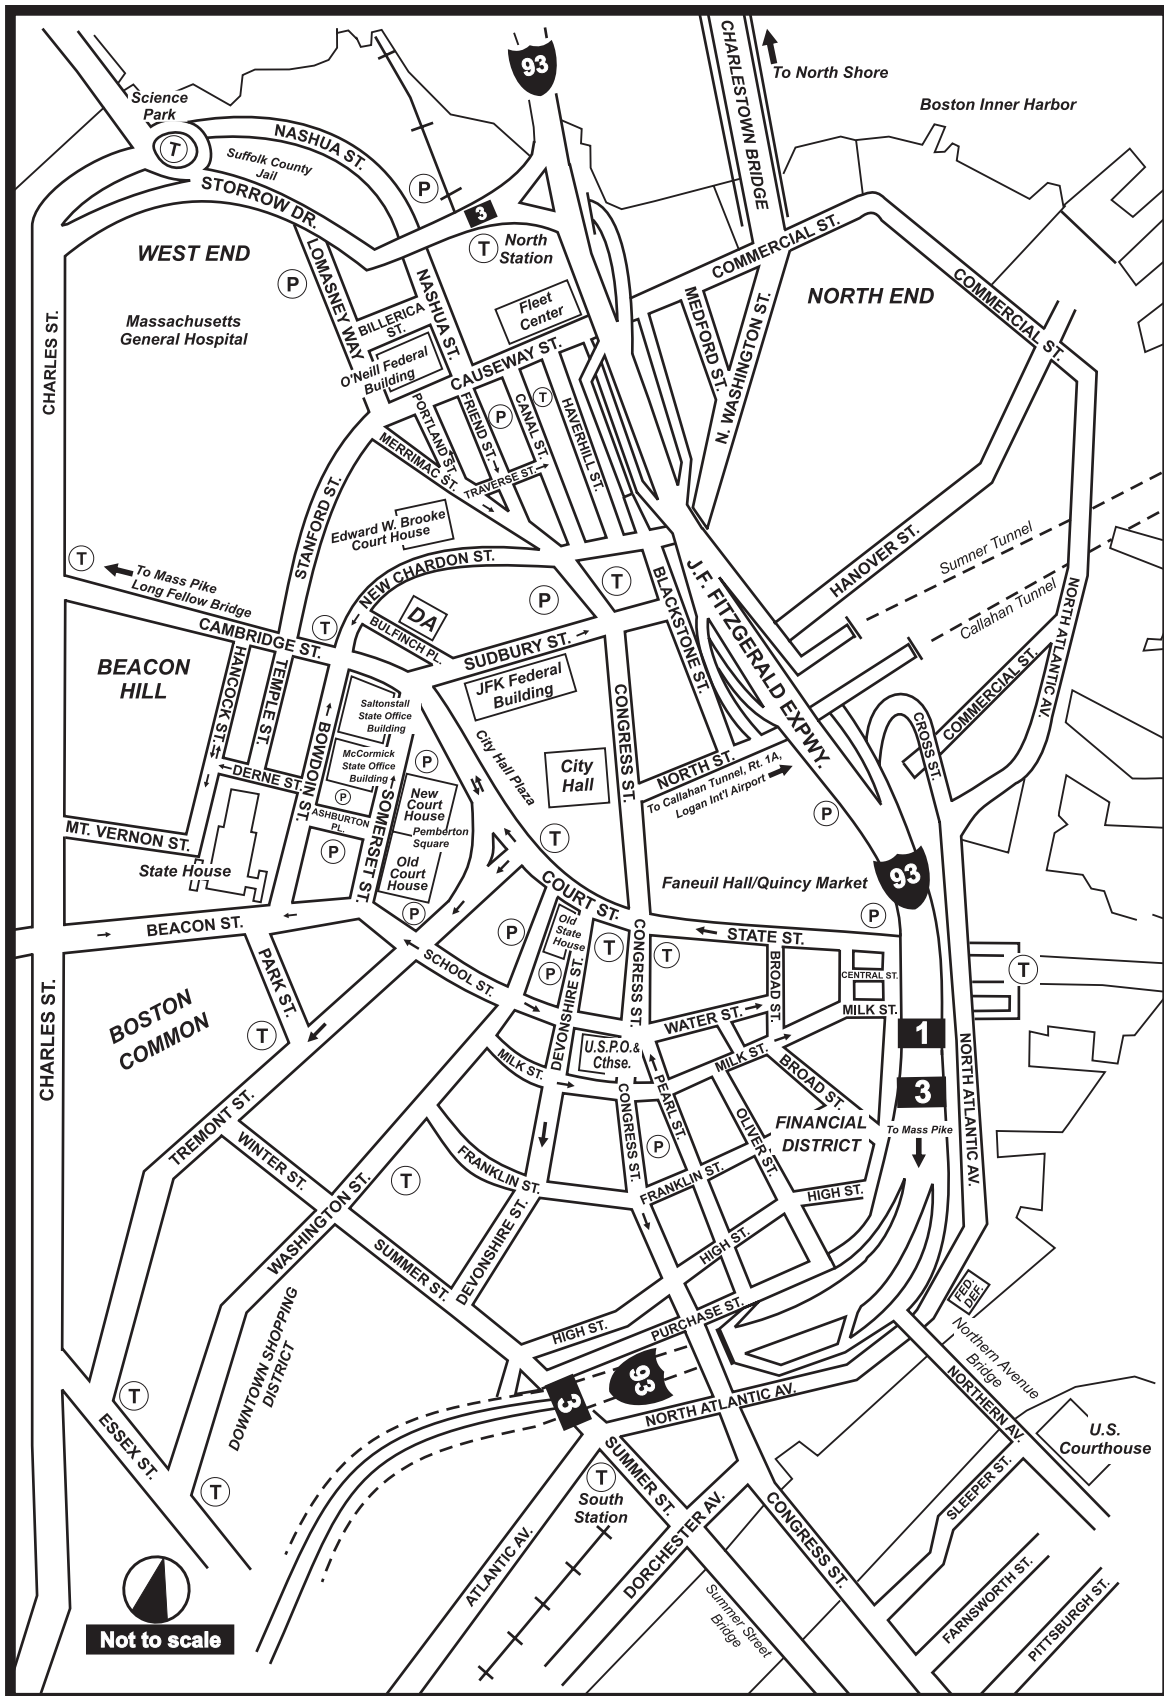 93
CHARLESTOWN BRIDGE
To North Shore
Boston Inner Harbor
Science
Park
T
NASHUA ST.
Suffolk County
Jail
STORROW DR.
P
3
T
North
Station
WEST END
LOMASNEY WAY
P
NASHUA ST.
COMMERCIAL ST.
COMMERCIAL ST.
NORTH END
MEDFORD ST.
N. WASHINGTON ST.
Fleet
Center
BILLERICA
ST.
Massachusetts
General Hospital
CHARLES ST.
O'Neill Federal
Building
CAUSEWAY ST.
PORTLAND ST.
FRIEND ST.
P
CANAL ST.
T
HAVERHILL ST.
MERRIMAC ST.
TRAVERSE ST.
STANFORD ST.
Edward W. Brooke
Court House
NEW CHARDON ST.
T
To Mass Pike
Long Fellow Bridge
HANOVER ST.
Sumner Tunnel
Callahan Tunnel
NORTH ATLANTIC AV.
J.F. FITZGERALD EXPWY.
BLACKSTONE ST.
T
P
DA
BULFINCH PL.
T
CAMBRIDGE ST.
SUDBURY ST.
JFK Federal
Building
BEACON
HILL
HANCOCK ST.
TEMPLE ST.
BOWDOIN ST.
Saltonstall
State Office
Building
McCormick
State Office
Building
P
DERNE ST.
P
ASHBURTON
PL.
SOMERSET ST.
New
Court
House
Pemberton
Square
Old
Court
House
City Hall Plaza
City
Hall
CONGRESS ST.
NORTH ST.
To Callahan Tunnel, Rt. 1A,
Logan Int'l Airport
CROSS ST.
COMMERCIAL ST.
P
MT. VERNON ST.
State House
P
T
Faneuil Hall/Quincy Market
93
P
P
COURT ST.
Old
State
House
T
P
P
T
CONGRESS ST.
STATE ST.
BEACON ST.
PARK ST.
SCHOOL ST.
DEVONSHIRE ST.
BROAD ST.
CENTRAL ST.
MILK ST.
T
CHARLES ST.
BOSTON
COMMON
T
WATER ST.
U.S.P.O.&
Cthse.
MILK ST.
MILK ST.
BROAD ST.
1
3
To Mass Pike
NORTH ATLANTIC AV.
FINANCIAL
DISTRICT
CONGRESS ST.
PEARL ST.
P
OLIVER ST.
TREMONT ST.
WINTER ST.
FRANKLIN ST.
FRANKLIN ST.
T
HIGH ST.
WASHINGTON ST.
DEVONSHIRE ST.
SUMMER ST.
HIGH ST.
HIGH ST.
PURCHASE ST.
FED.
DEF.
Northern Avenue
Bridge
NORTHERN AV.
DOWNTOWN SHOPPING
DISTRICT
T
3
93
NORTH ATLANTIC AV.
U.S.
Courthouse
ESSEX ST.
T
T
South
Station
SUMMER ST.
SLEEPER ST.
ATLANTIC AV.
DORCHESTER AV.
CONGRESS ST.
Summer Street
Bridge
FARNSWORTH ST.
PITTSBURGH ST.
Not to scale